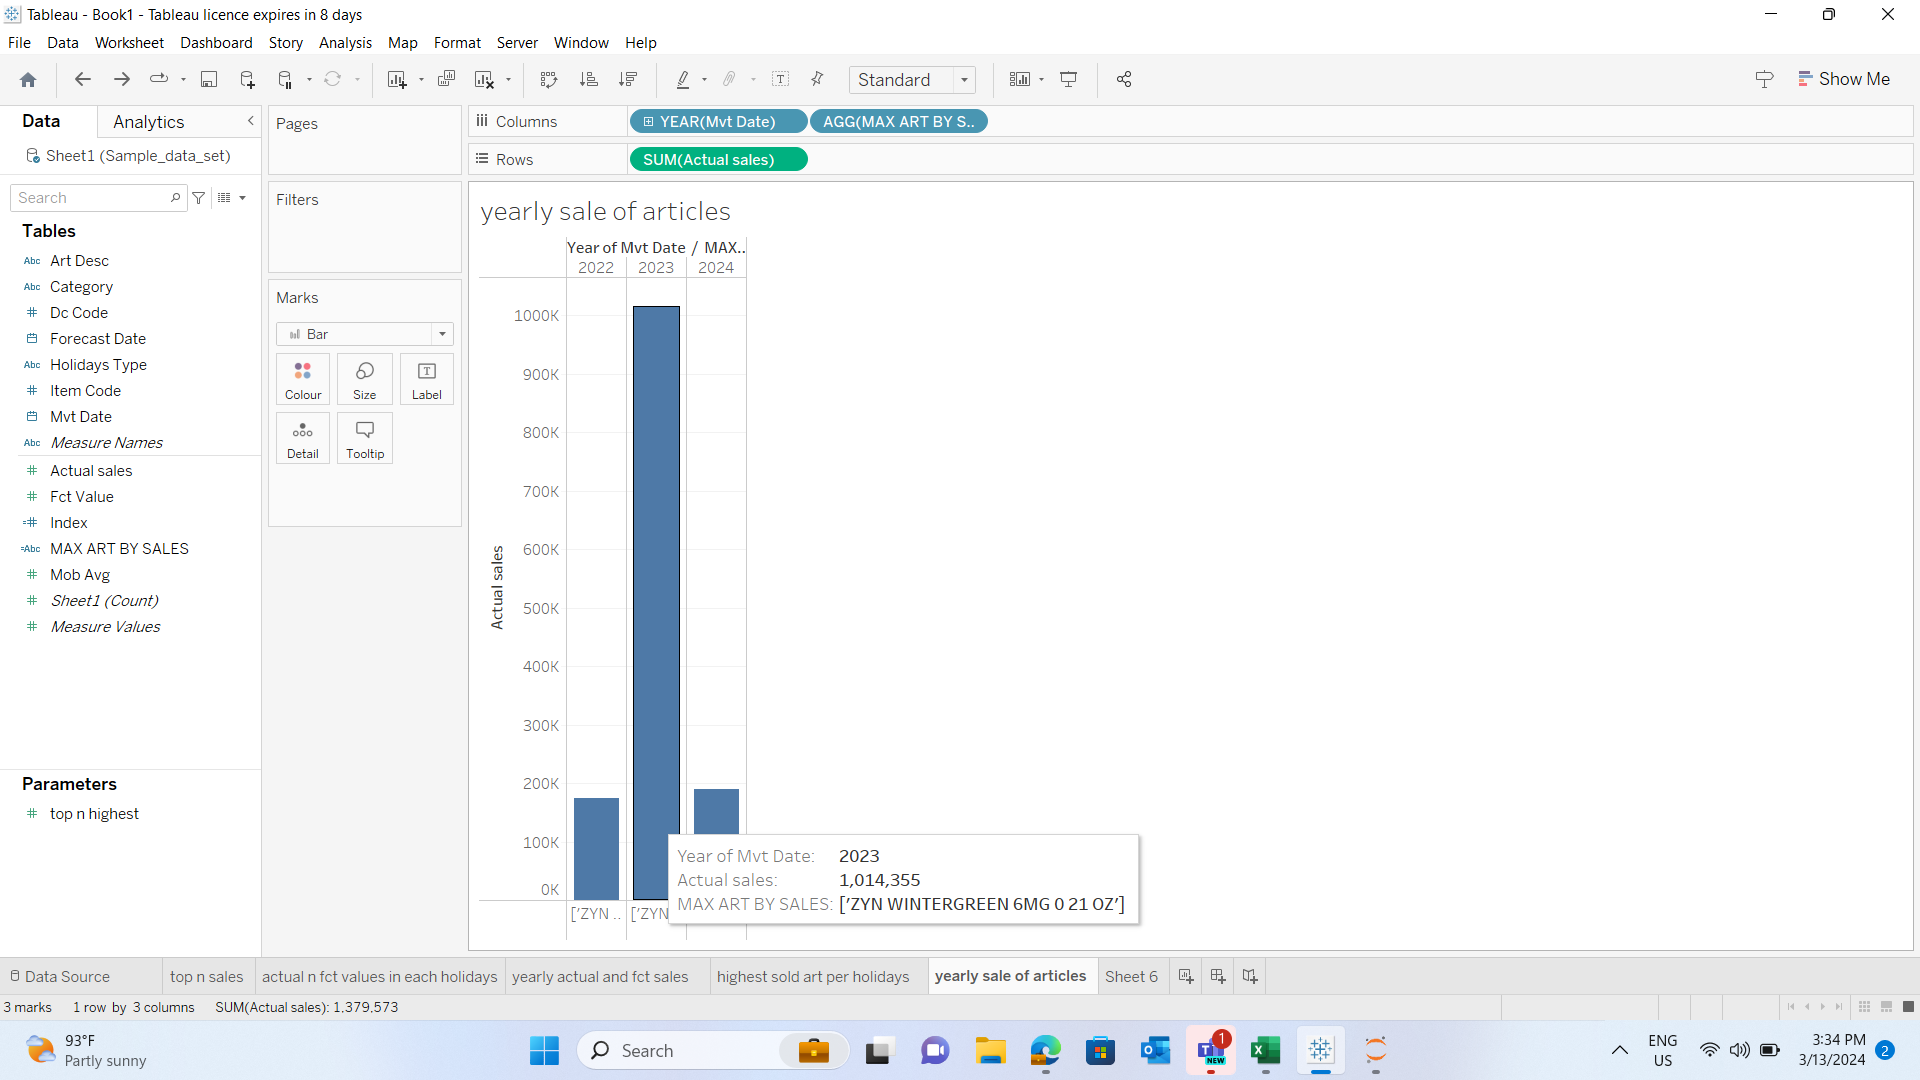 Tableau - Book1 - Tableau licence expires in 8 days
File Data Worksheet Dashboard Story Analysis Map Format Server Window Help
Standard
Show Me
Data
Analytics
Sheet1 (Sample_data_set)
Search
Tables
Abc Art Desc
Abc Category
# Dc Code
Forecast Date
Abc Holidays Type
# Item Code
Mvt Date
Abc Measure Names
# Actual sales
# Fct Value
=# Index
=Abc MAX ART BY SALES
# Mob Avg
# Sheet1 (Count)
# Measure Values
Parameters
# top n highest
Pages
Filters
Marks
Bar
Colour Size Label
Detail Tooltip
Columns YEAR(Mvt Date) AGG(MAX ART BY S..
Rows SUM(Actual sales)
yearly sale of articles
Year of Mvt Date / MAX..
2022 2023 2024
1000K
900K
800K
700K
600K
500K
400K
300K
200K
100K
0K
Actual sales
['ZYN .. ['ZYN
Year of Mvt Date: 2023
Actual sales: 1,014,355
MAX ART BY SALES: ['ZYN WINTERGREEN 6MG 0 21 OZ']
Data Source top n sales actual n fct values in each holidays yearly actual and fct sales highest sold art per holidays yearly sale of articles Sheet 6
3 marks 1 row by 3 columns SUM(Actual sales): 1,379,573
93°F
Partly sunny
Search
1
NEW
ENG
US
3:34 PM
3/13/2024
2